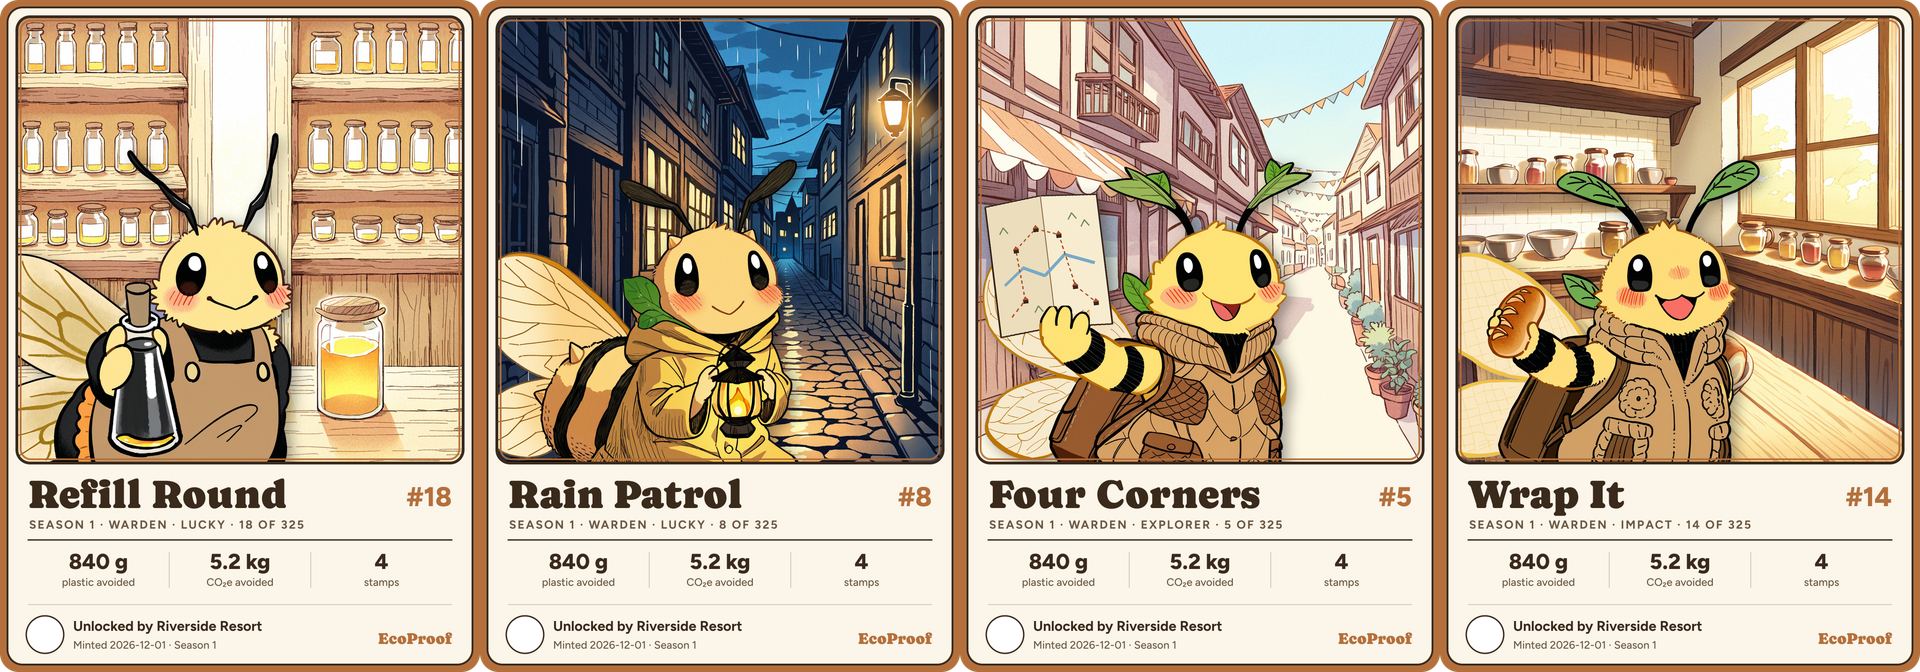 Refill Round
#18
SEASON 1 · WARDEN · LUCKY · 18 OF 325
840 g
plastic avoided
5.2 kg
CO₂e avoided
4
stamps
Unlocked by Riverside Resort
Minted 2026-12-01 · Season 1
EcoProof
Rain Patrol
#8
SEASON 1 · WARDEN · LUCKY · 8 OF 325
840 g
plastic avoided
5.2 kg
CO₂e avoided
4
stamps
Unlocked by Riverside Resort
Minted 2026-12-01 · Season 1
EcoProof
Four Corners
#5
SEASON 1 · WARDEN · EXPLORER · 5 OF 325
840 g
plastic avoided
5.2 kg
CO₂e avoided
4
stamps
Unlocked by Riverside Resort
Minted 2026-12-01 · Season 1
EcoProof
Wrap It
#14
SEASON 1 · WARDEN · IMPACT · 14 OF 325
840 g
plastic avoided
5.2 kg
CO₂e avoided
4
stamps
Unlocked by Riverside Resort
Minted 2026-12-01 · Season 1
EcoProof